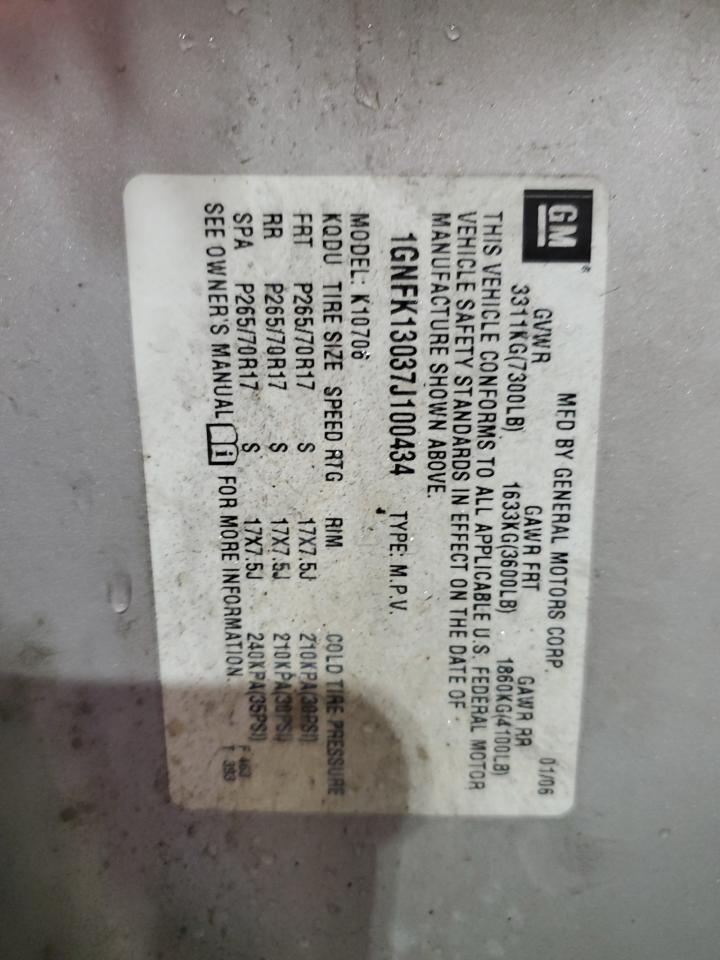 GM®
MFD BY GENERAL MOTORS CORP. 01/06
GVWR GAWR FRT GAWR RR
3311KG(7300LB) 1633KG(3600LB) 1860KG(4100LB)
THIS VEHICLE CONFORMS TO ALL APPLICABLE U.S. FEDERAL MOTOR
VEHICLE SAFETY STANDARDS IN EFFECT ON THE DATE OF
MANUFACTURE SHOWN ABOVE.
1GNFK13037J100434 TYPE: M.P.V.
MODEL: K10706
KQDU TIRE SIZE SPEED RTG RIM COLD TIRE PRESSURE
FRT P265/70R17 S 17X7.5J 210KPA(30PSI)
RR P265/70R17 S 17X7.5J 210KPA(30PSI)
SPA P265/70R17 S 17X7.5J 240KPA(35PSI)
SEE OWNER'S MANUAL FOR MORE INFORMATION
F 463
T 393